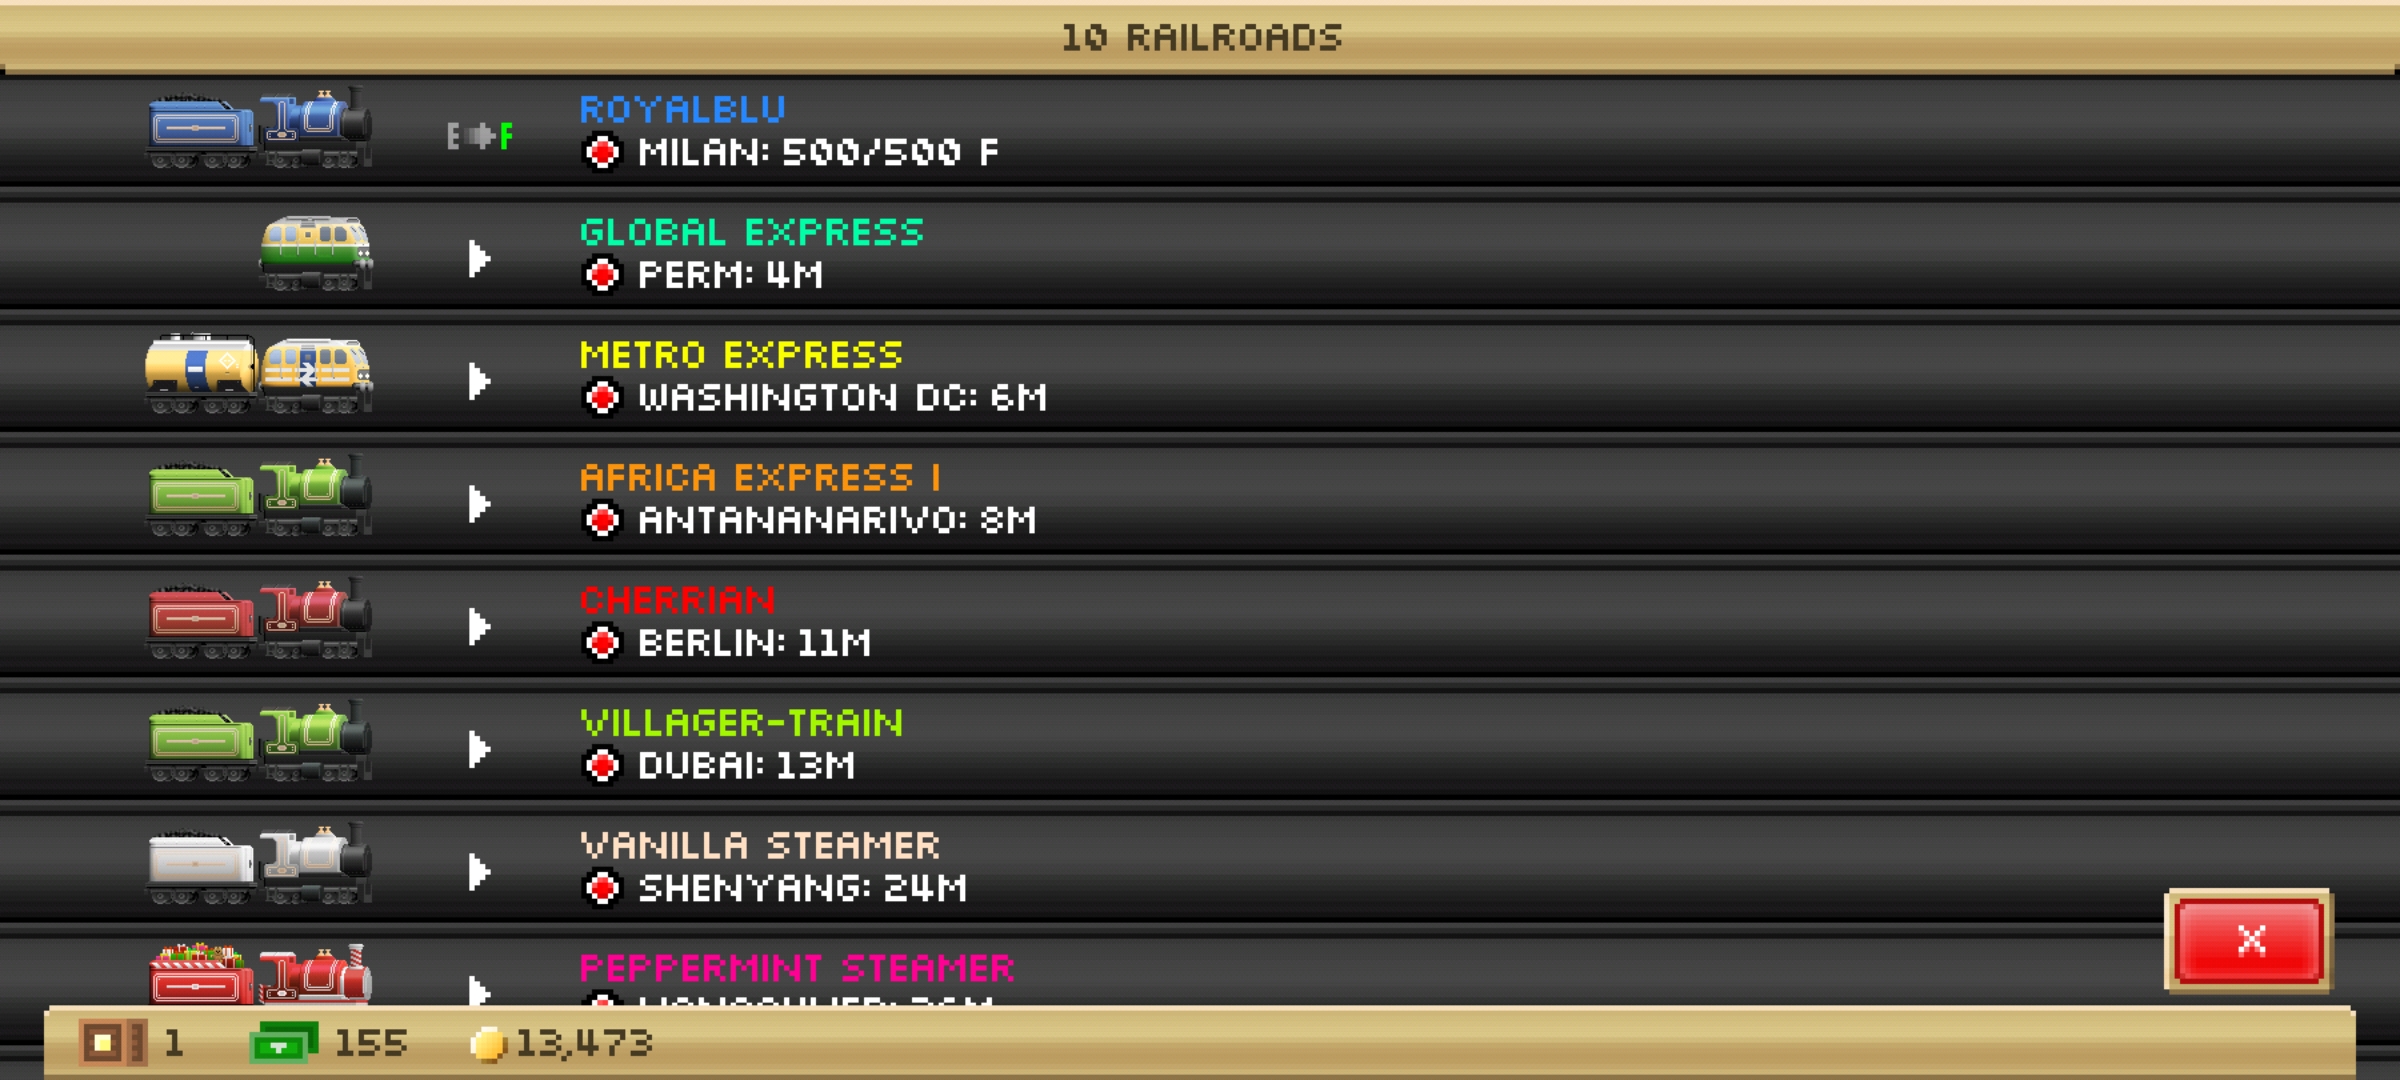 10 RAILROADS
ROYALBLU
E F
MILAN: 500/500 F
GLOBAL EXPRESS
PERM: 4M
METRO EXPRESS
WASHINGTON DC: 6M
AFRICA EXPRESS I
ANTANANARIVO: 8M
CHERRIAN
BERLIN: 11M
VILLAGER-TRAIN
DUBAI: 13M
VANILLA STEAMER
SHENYANG: 24M
PEPPERMINT STEAMER
X
1 155 13,473